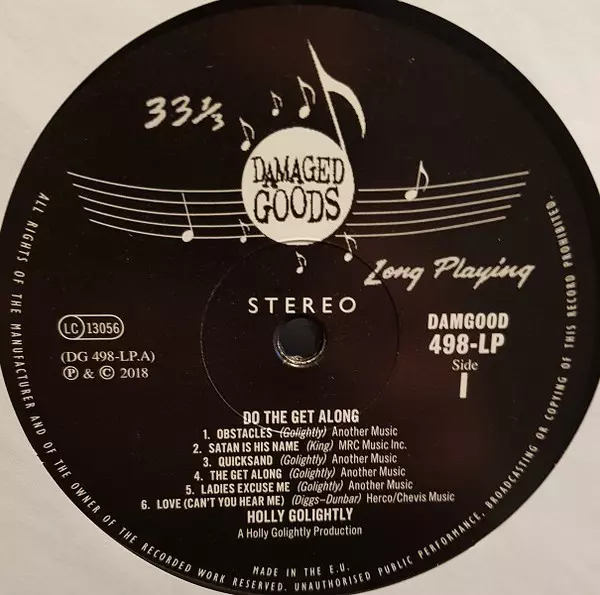 33⅓
DAMAGED
GOODS
Long Playing
STEREO
LC 13056
(DG 498-LP.A)
Ⓟ & © 2018
DAMGOOD
498-LP
Side
1
DO THE GET ALONG
1. OBSTACLES (Golightly) Another Music
2. SATAN IS HIS NAME (King) MRC Music Inc.
3. QUICKSAND (Golightly) Another Music
4. THE GET ALONG (Golightly) Another Music
5. LADIES EXCUSE ME (Golightly) Another Music
6. LOVE (CAN'T YOU HEAR ME) (Diggs-Dunbar) Herco/Chevis Music
HOLLY GOLIGHTLY
A Holly Golightly Production
MADE IN THE E.U.
ALL RIGHTS OF THE MANUFACTURER AND OF THE OWNER OF THE RECORDED WORK RESERVED. UNAUTHORISED PUBLIC PERFORMANCE, BROADCASTING OR COPYING OF THIS RECORD PROHIBITED.